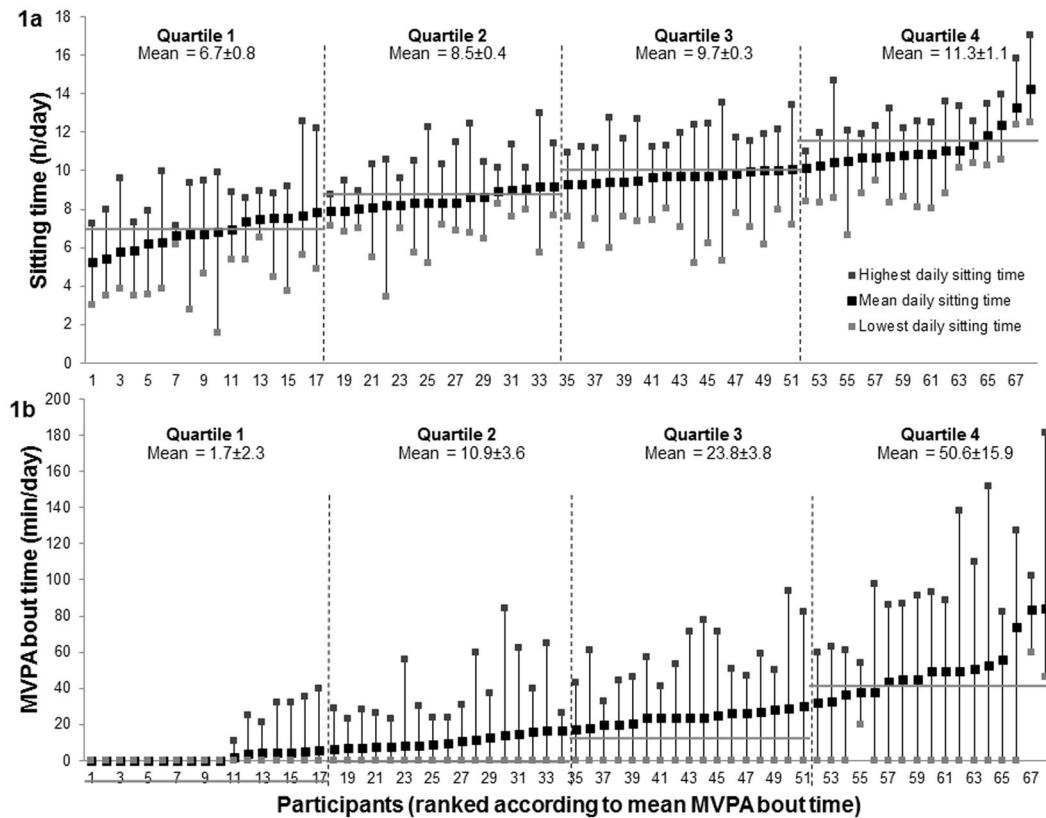 1a
Sitting time (h/day)
18
16
14
12
10
8
6
4
2
0
Quartile 1
Mean = 6.7±0.8
Quartile 2
Mean = 8.5±0.4
Quartile 3
Mean = 9.7±0.3
Quartile 4
Mean = 11.3±1.1
Highest daily sitting time
Mean daily sitting time
Lowest daily sitting time
1 3 5 7 9 11 13 15 17 19 21 23 25 27 29 31 33 35 37 39 41 43 45 47 49 51 53 55 57 59 61 63 65 67
1b
MVPA bout time (min/day)
200
180
160
140
120
100
80
60
40
20
0
Quartile 1
Mean = 1.7±2.3
Quartile 2
Mean = 10.9±3.6
Quartile 3
Mean = 23.8±3.8
Quartile 4
Mean = 50.6±15.9
1 3 5 7 9 11 13 15 17 19 21 23 25 27 29 31 33 35 37 39 41 43 45 47 49 51 53 55 57 59 61 63 65 67
Participants (ranked according to mean MVPA bout time)